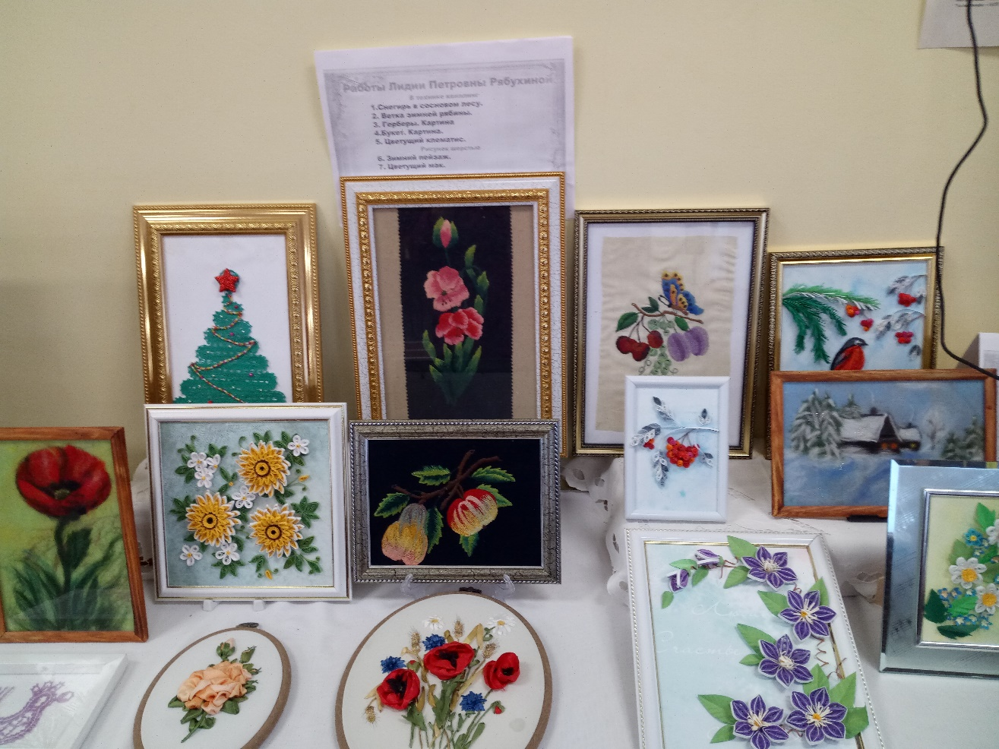 Работы Лидии Петровны Рябухиной
В технике квиллинг
1.Снегирь в сосновом лесу.
2. Ветка зимней рябины.
3. Герберы. Картина
4.Букет. Картина.
5. Цветущий клематис.
Рисунок шерстью
6. Зимний пейзаж.
7. Цветущий мак.
Счастье